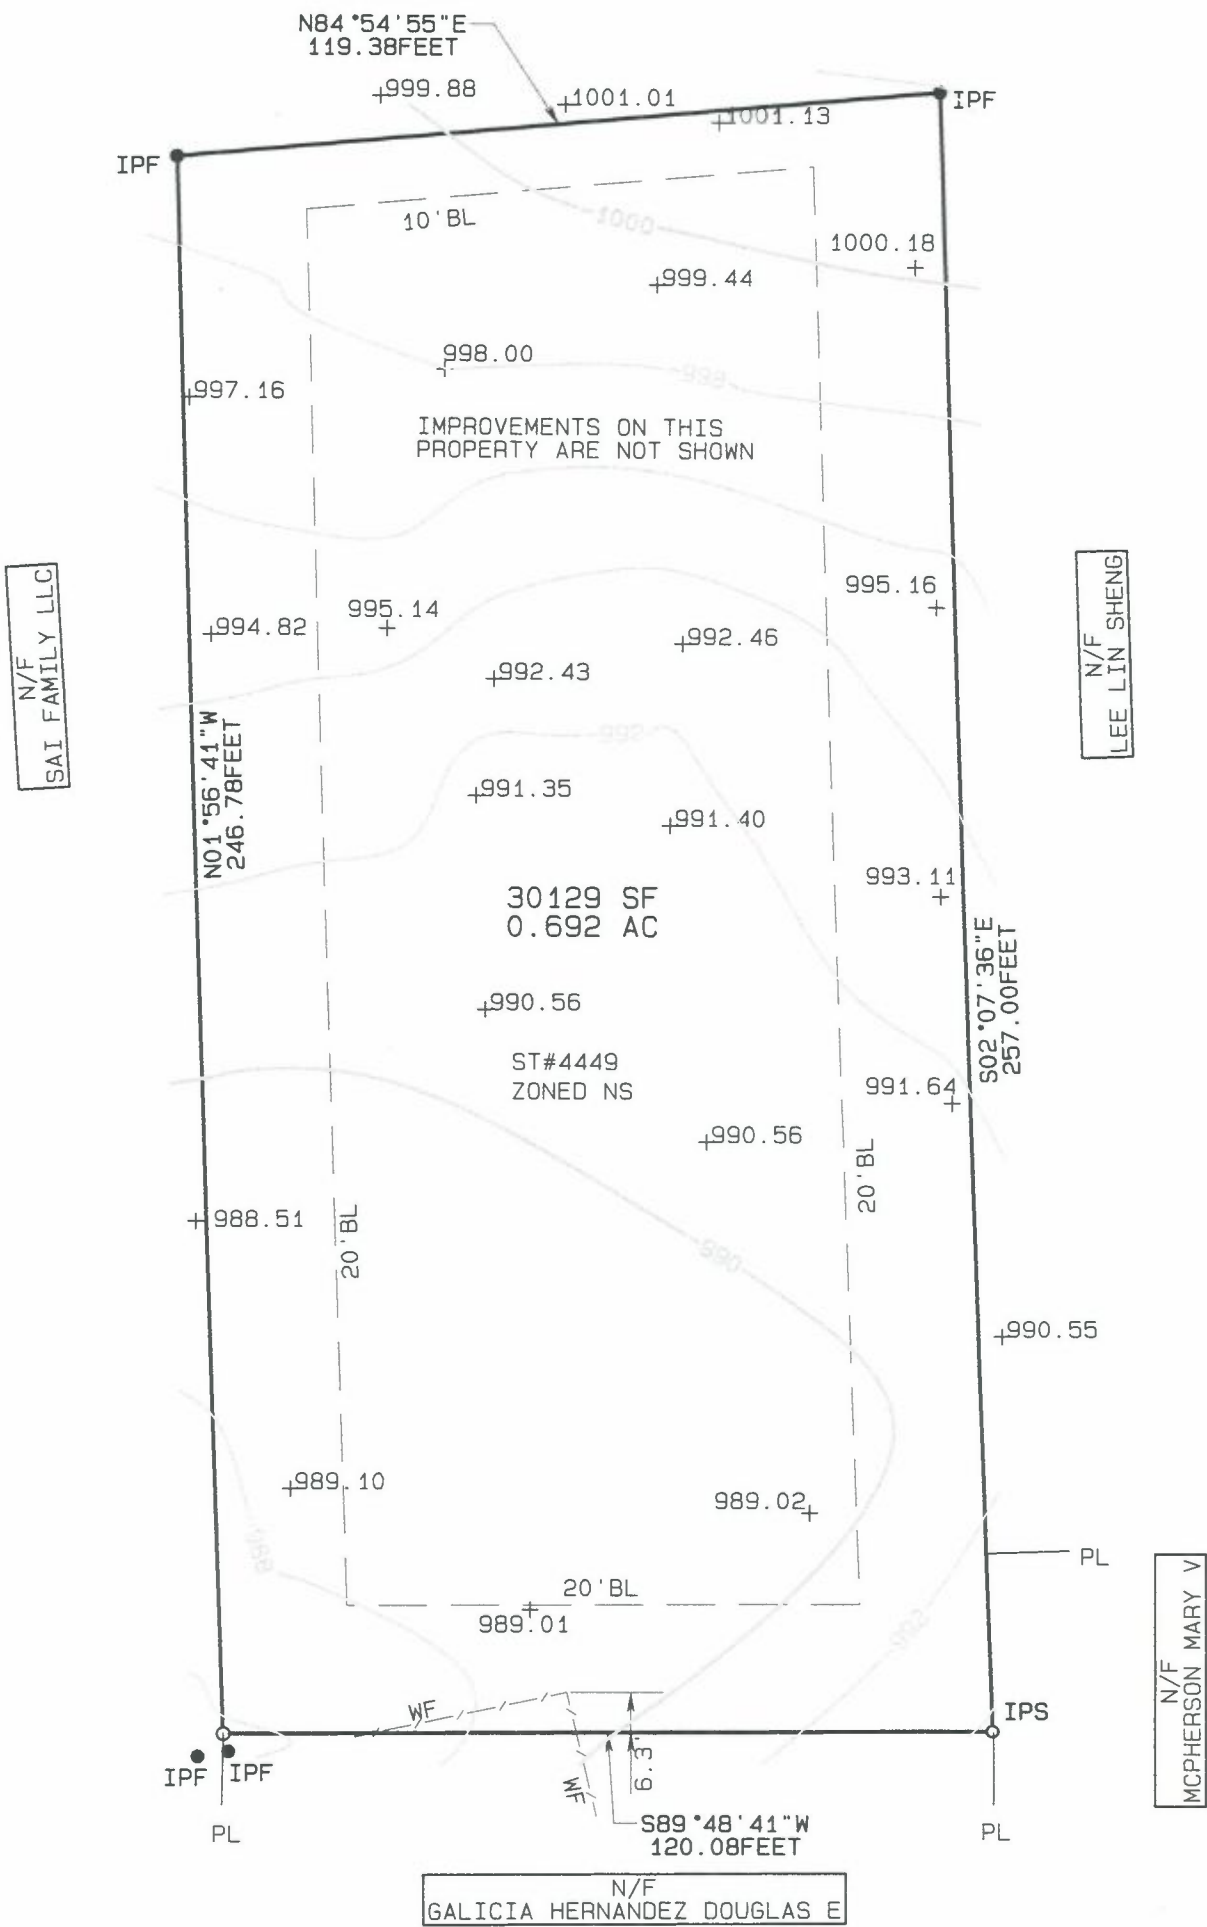 N84°54'55"E
119.38FEET
999.88
1001.01
1001.13
IPF
IPF
10'BL
1000
1000.18
999.44
998.00
998
997.16
IMPROVEMENTS ON THIS
PROPERTY ARE NOT SHOWN
N/F
SAI FAMILY LLC
N/F
LEE LIN SHENG
994.82
995.14
995.16
992.46
992.43
992
N01°56'41"W
246.78FEET
991.35
991.40
993.11
30129 SF
0.692 AC
S02°07'36"E
257.00FEET
990.56
ST#4449
ZONED NS
991.64
990.56
20'BL
988.51
20'BL
990
990.55
989.10
989.02
988
PL
20'BL
989.01
992
N/F
MCPHERSON MARY V
WF
IPS
IPF
IPF
WF
6.3'
PL
S89°48'41"W
120.08FEET
PL
N/F
GALICIA HERNANDEZ DOUGLAS E